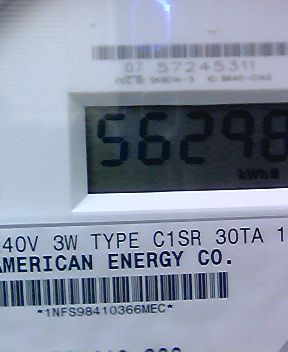 07 57245311
56298
kWh
40V 3W TYPE C1SR 30TA 1
AMERICAN ENERGY CO.
*1NFS98410366MEC*